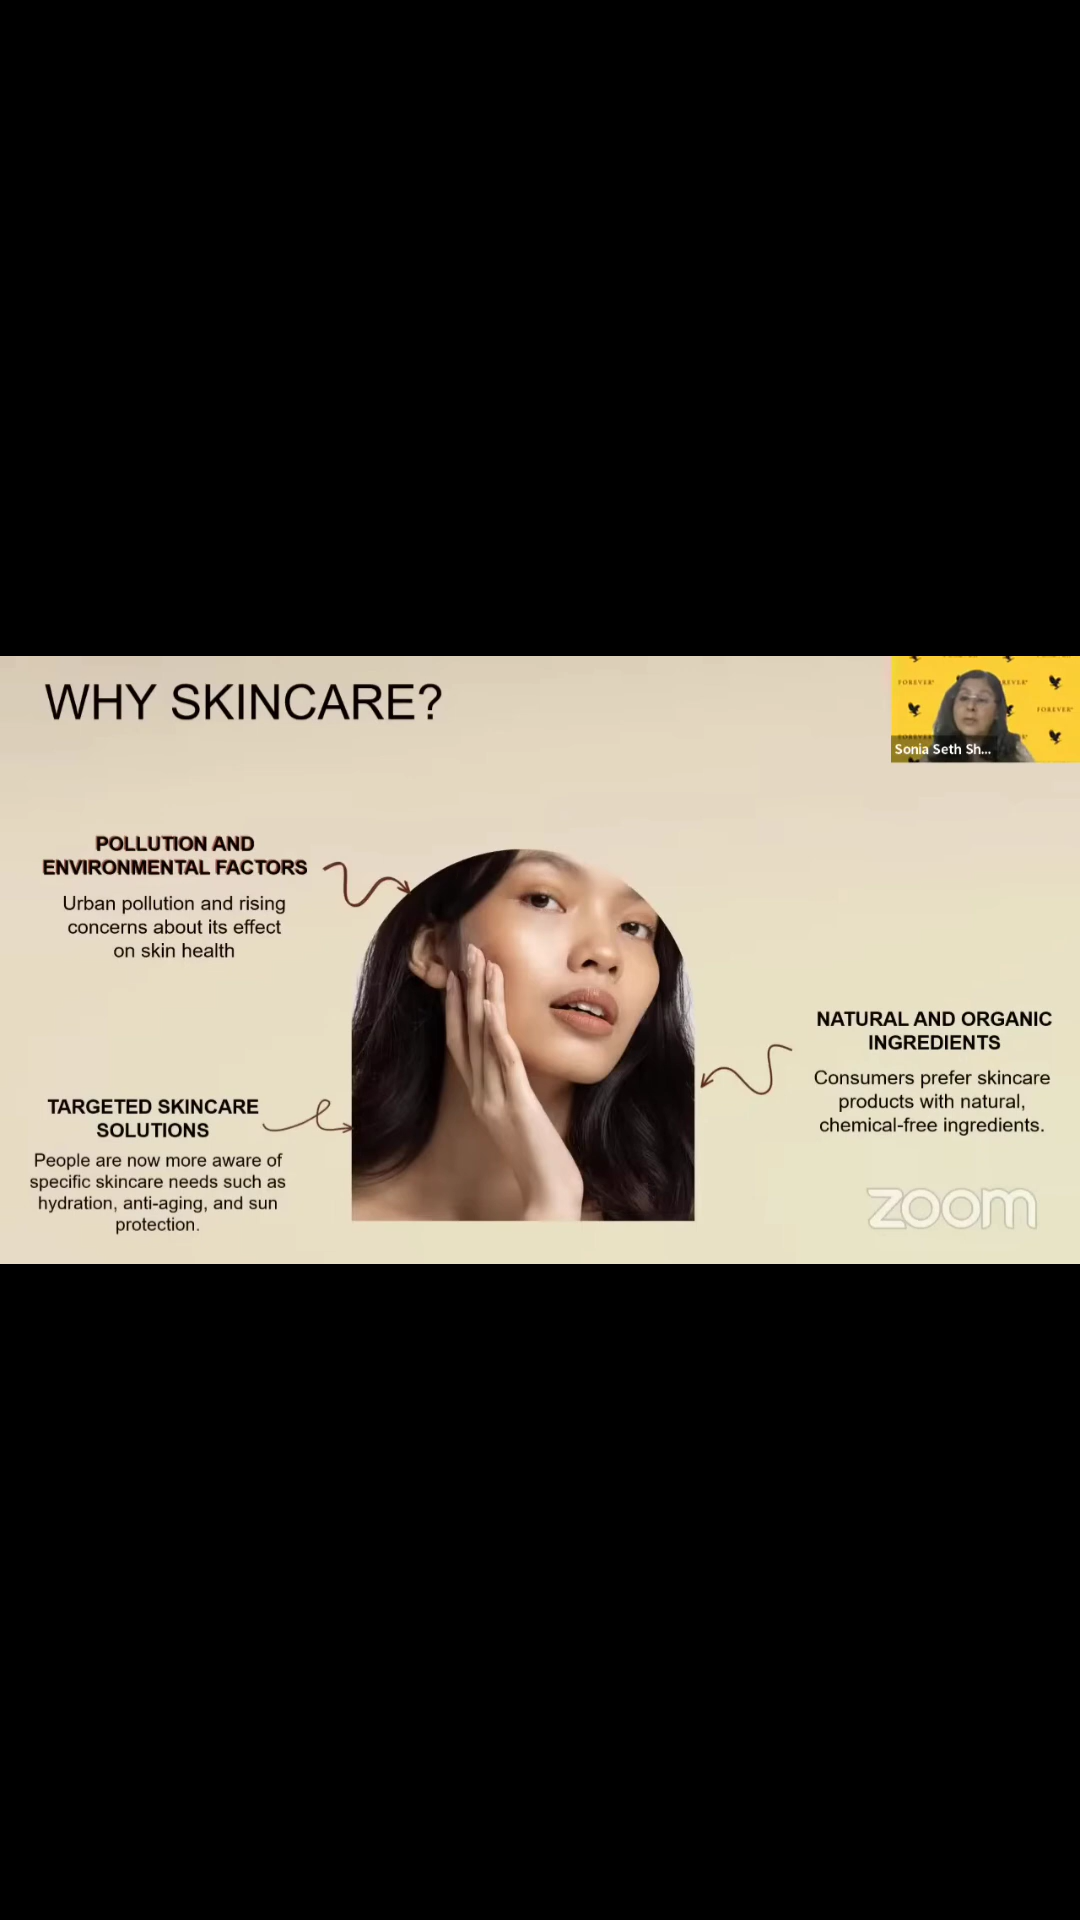 WHY SKINCARE?
FOREVER
FOREVER
Sonia Seth Sh...
POLLUTION AND
ENVIRONMENTAL FACTORS
Urban pollution and rising
concerns about its effect
on skin health
NATURAL AND ORGANIC
INGREDIENTS
Consumers prefer skincare
products with natural,
chemical-free ingredients.
TARGETED SKINCARE
SOLUTIONS
People are now more aware of
specific skincare needs such as
hydration, anti-aging, and sun
protection.
zoom